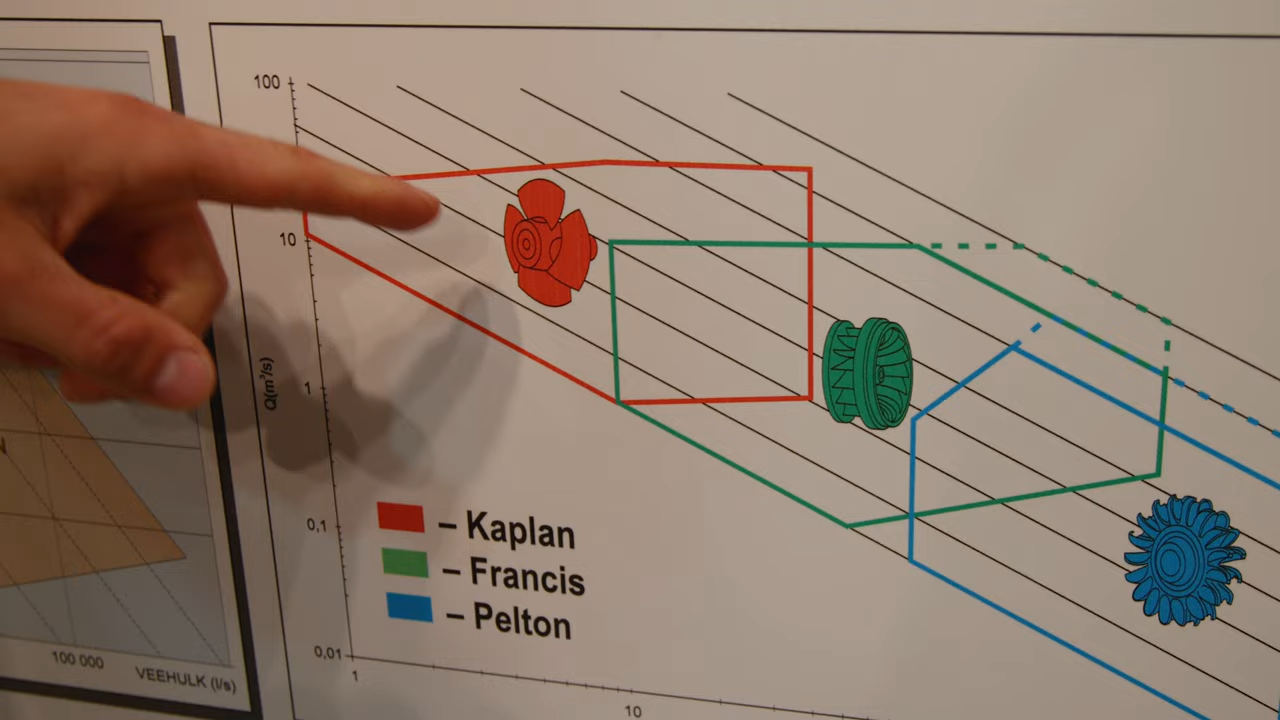 100
10
Q(m³/s)
1
0,1
– Kaplan
– Francis
– Pelton
0,01
1
10
N
100 000
VEEHULK (l/s)